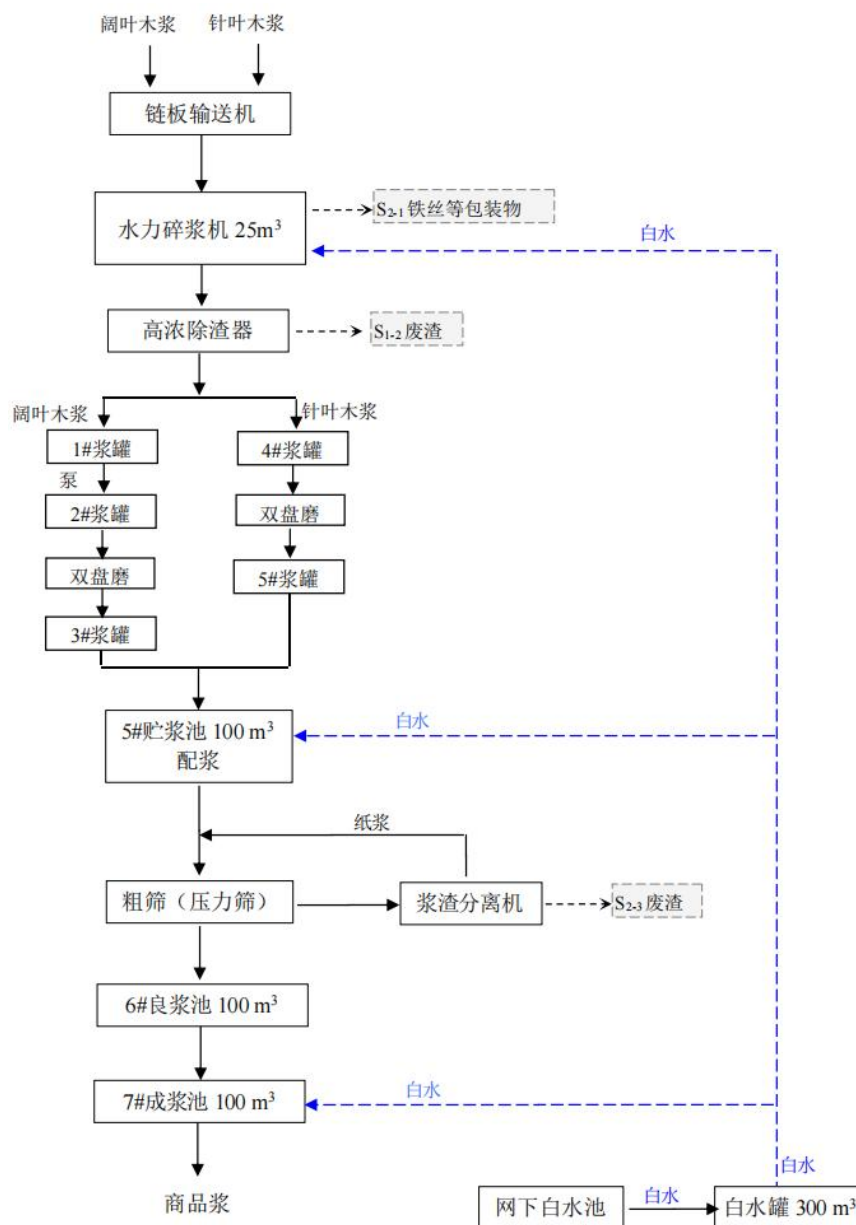 阔叶木浆
针叶木浆
链板输送机
水力碎浆机 25m³
S₂₋₁ 铁丝等包装物
白水
高浓除渣器
S₁₋₂ 废渣
阔叶木浆
针叶木浆
1#浆罐
4#浆罐
泵
2#浆罐
双盘磨
双盘磨
5#浆罐
3#浆罐
5#贮浆池 100 m³
配浆
白水
纸浆
粗筛（压力筛）
浆渣分离机
S₂₋₃ 废渣
6#良浆池 100 m³
7#成浆池 100 m³
白水
白水
商品浆
网下白水池
白水
白水罐 300 m³